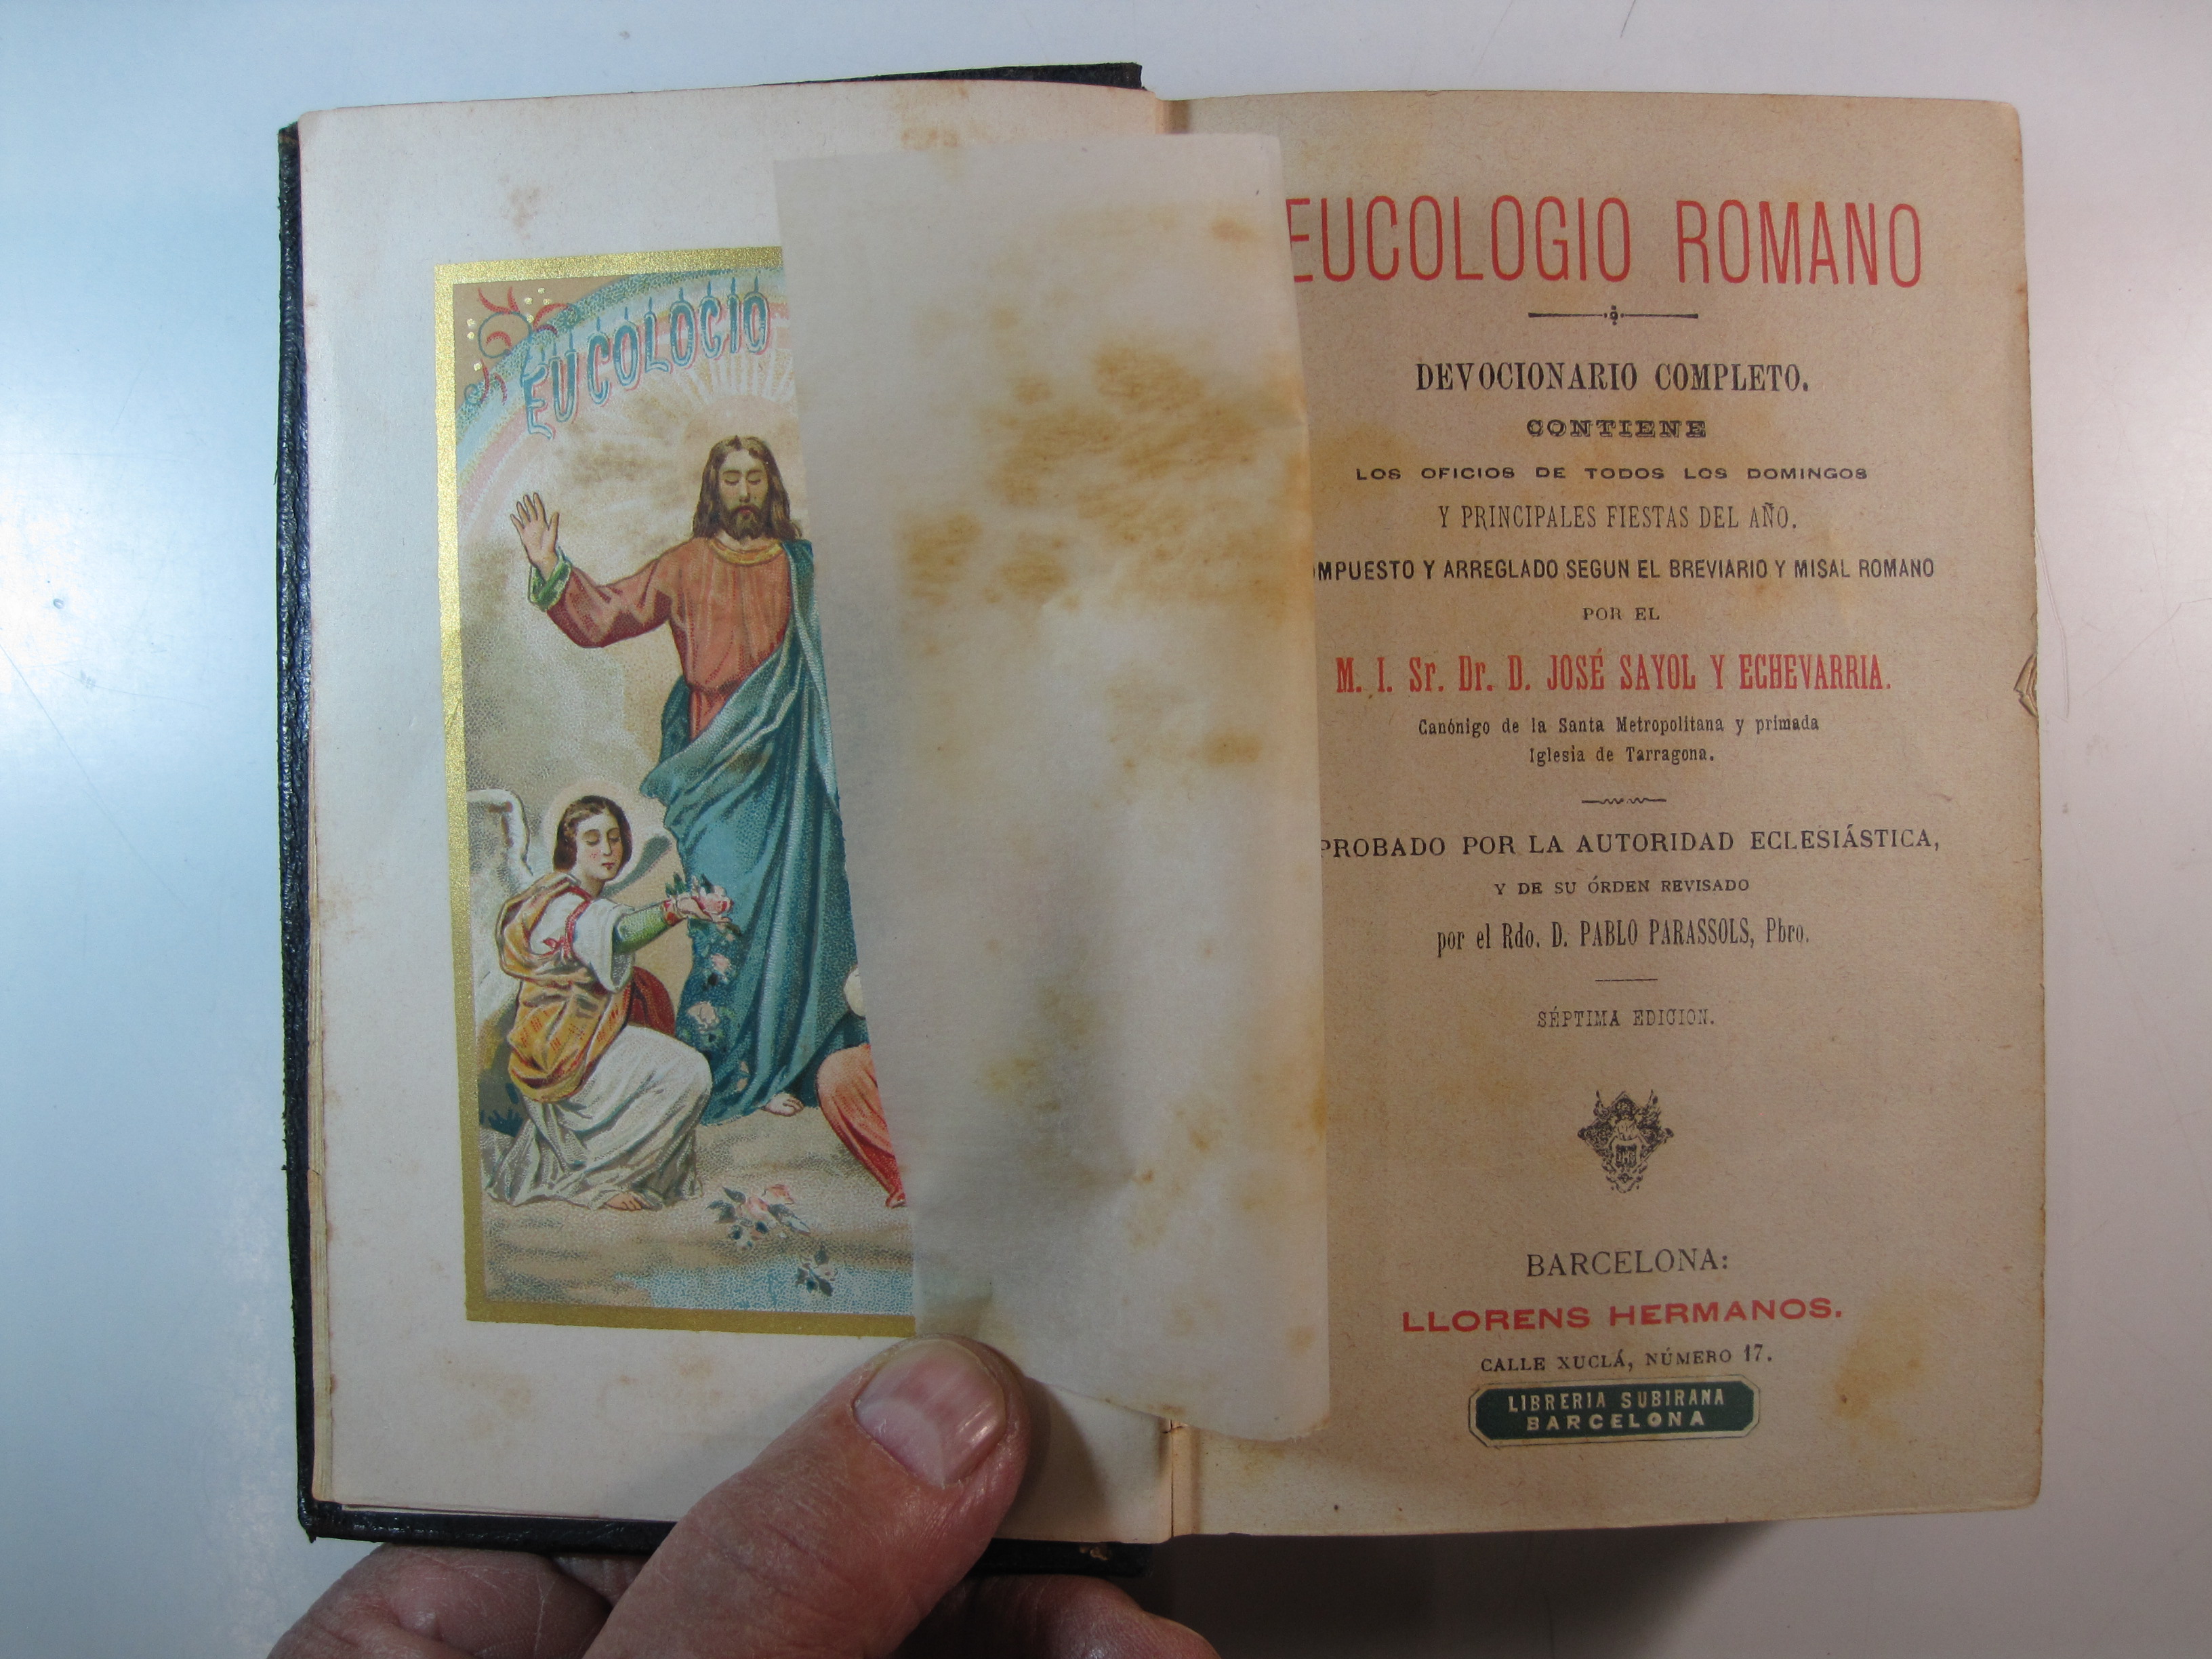 EUCOLOGIO
EUCOLOGIO ROMANO
DEVOCIONARIO COMPLETO.
CONTIENE
LOS OFICIOS DE TODOS LOS DOMINGOS
Y PRINCIPALES FIESTAS DEL AÑO.
OMPUESTO Y ARREGLADO SEGUN EL BREVIARIO Y MISAL ROMANO
POR EL
M. I. Sr. Dr. D. JOSÉ SAYOL Y ECHEVARRIA.
Canónigo de la Santa Metropolitana y primada
Iglesia de Tarragona.
PROBADO POR LA AUTORIDAD ECLESIÁSTICA,
Y DE SU ÓRDEN REVISADO
por el Rdo. D. PABLO PARASSOLS, Pbro.
SÉPTIMA EDICION.
BARCELONA:
LLORENS HERMANOS.
CALLE XUCLÁ, NÚMERO 17.
LIBRERIA SUBIRANA
BARCELONA